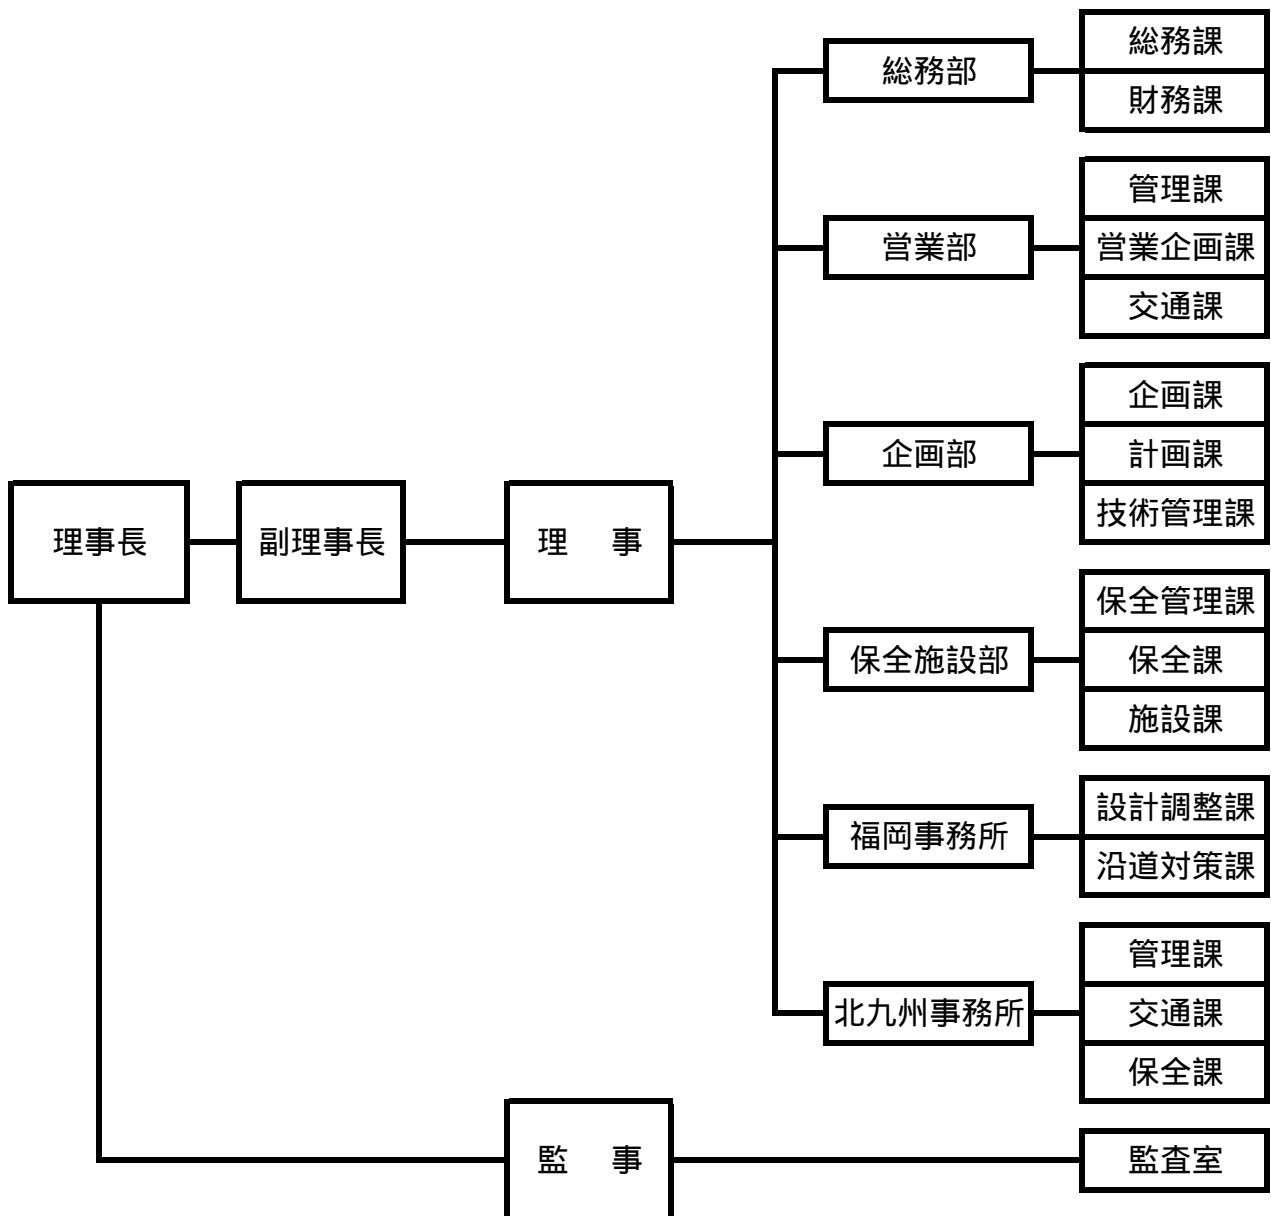 総務課
総務部
財務課
管理課
営業部
営業企画課
交通課
企画課
企画部
計画課
技術管理課
理事長
副理事長
理 事
保全管理課
保全施設部
保全課
施設課
設計調整課
福岡事務所
沿道対策課
管理課
北九州事務所
交通課
保全課
監 事
監査室